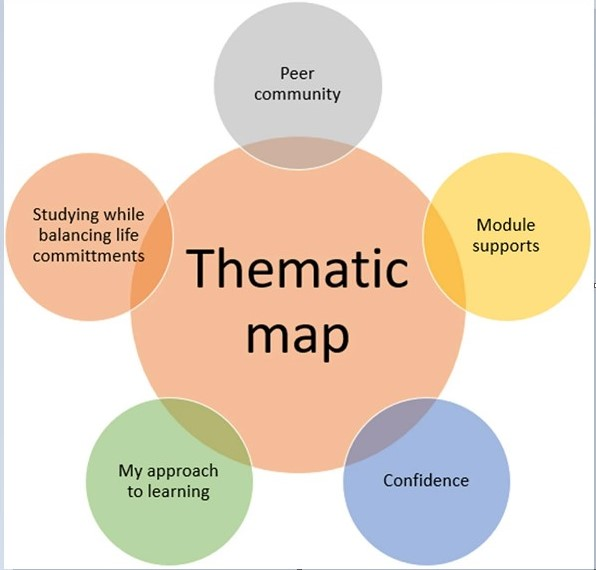 Peer
community
Studying while
balancing life
committments
Module
supports
Thematic
map
My approach
to learning
Confidence